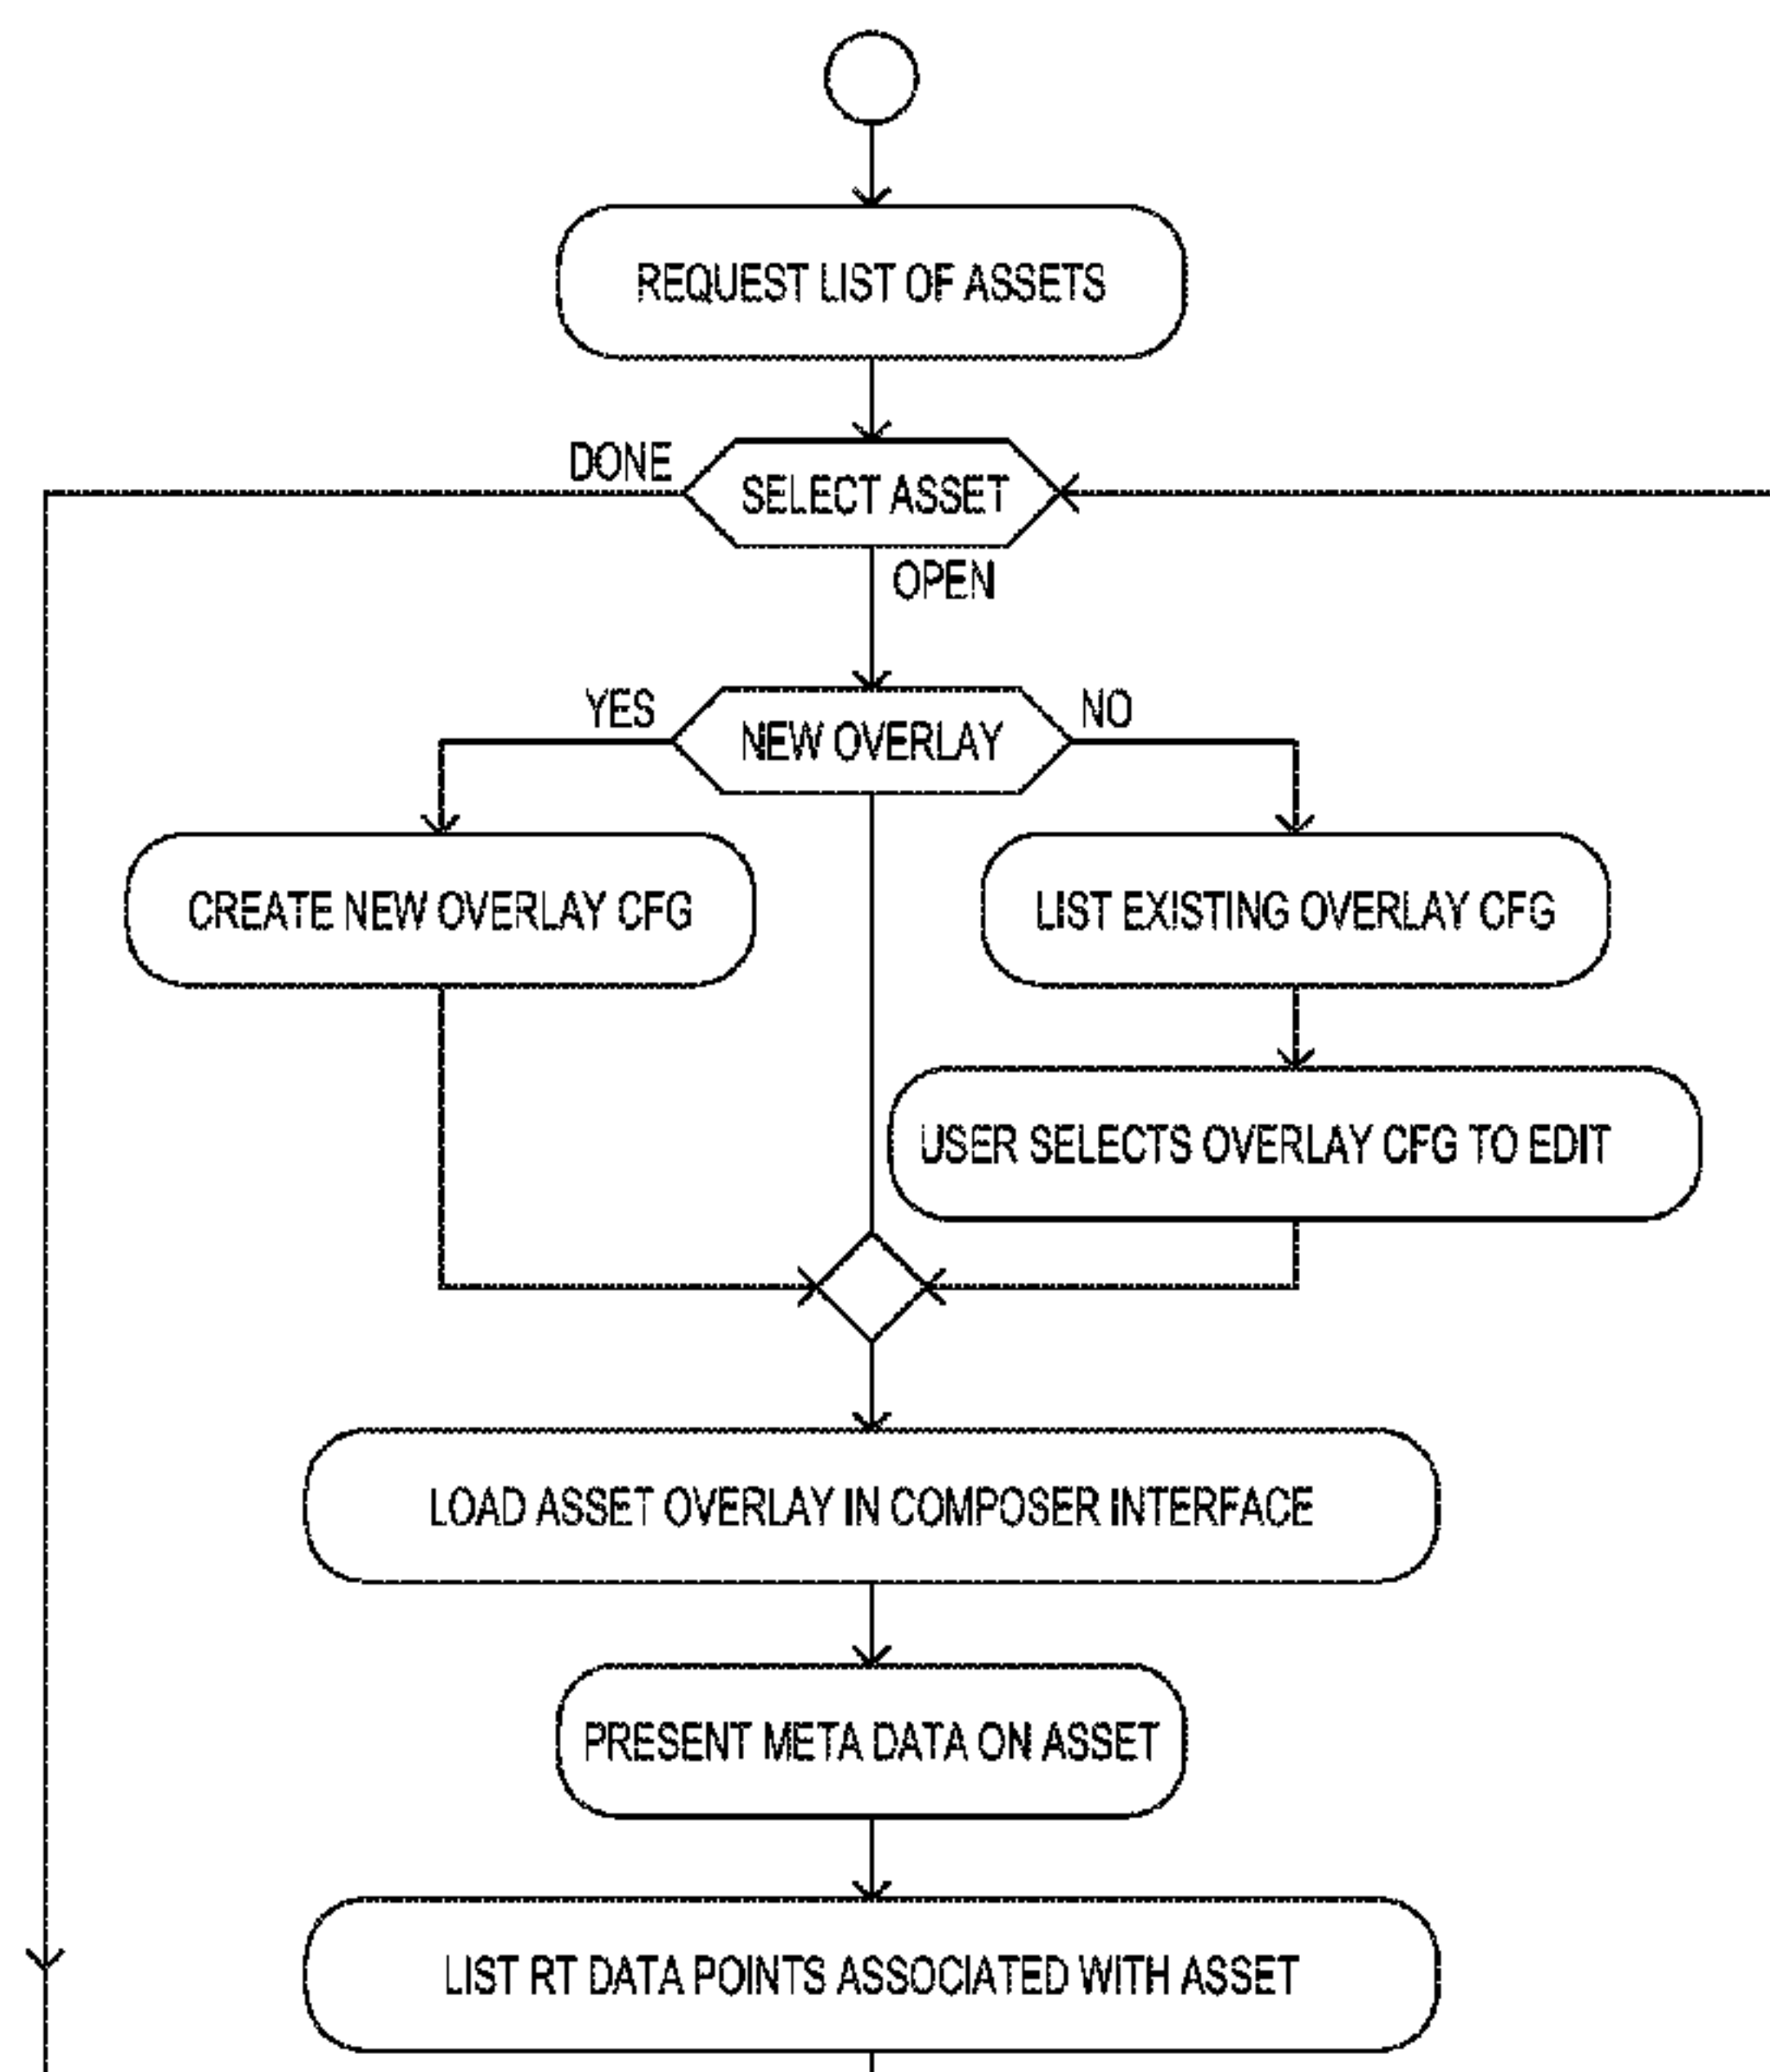 REQUEST LIST OF ASSETS
DONE
SELECT ASSET
OPEN
YES
NEW OVERLAY
NO
CREATE NEW OVERLAY CFG
LIST EXISTING OVERLAY CFG
USER SELECTS OVERLAY CFG TO EDIT
LOAD ASSET OVERLAY IN COMPOSER INTERFACE
PRESENT META DATA ON ASSET
LIST RT DATA POINTS ASSOCIATED WITH ASSET